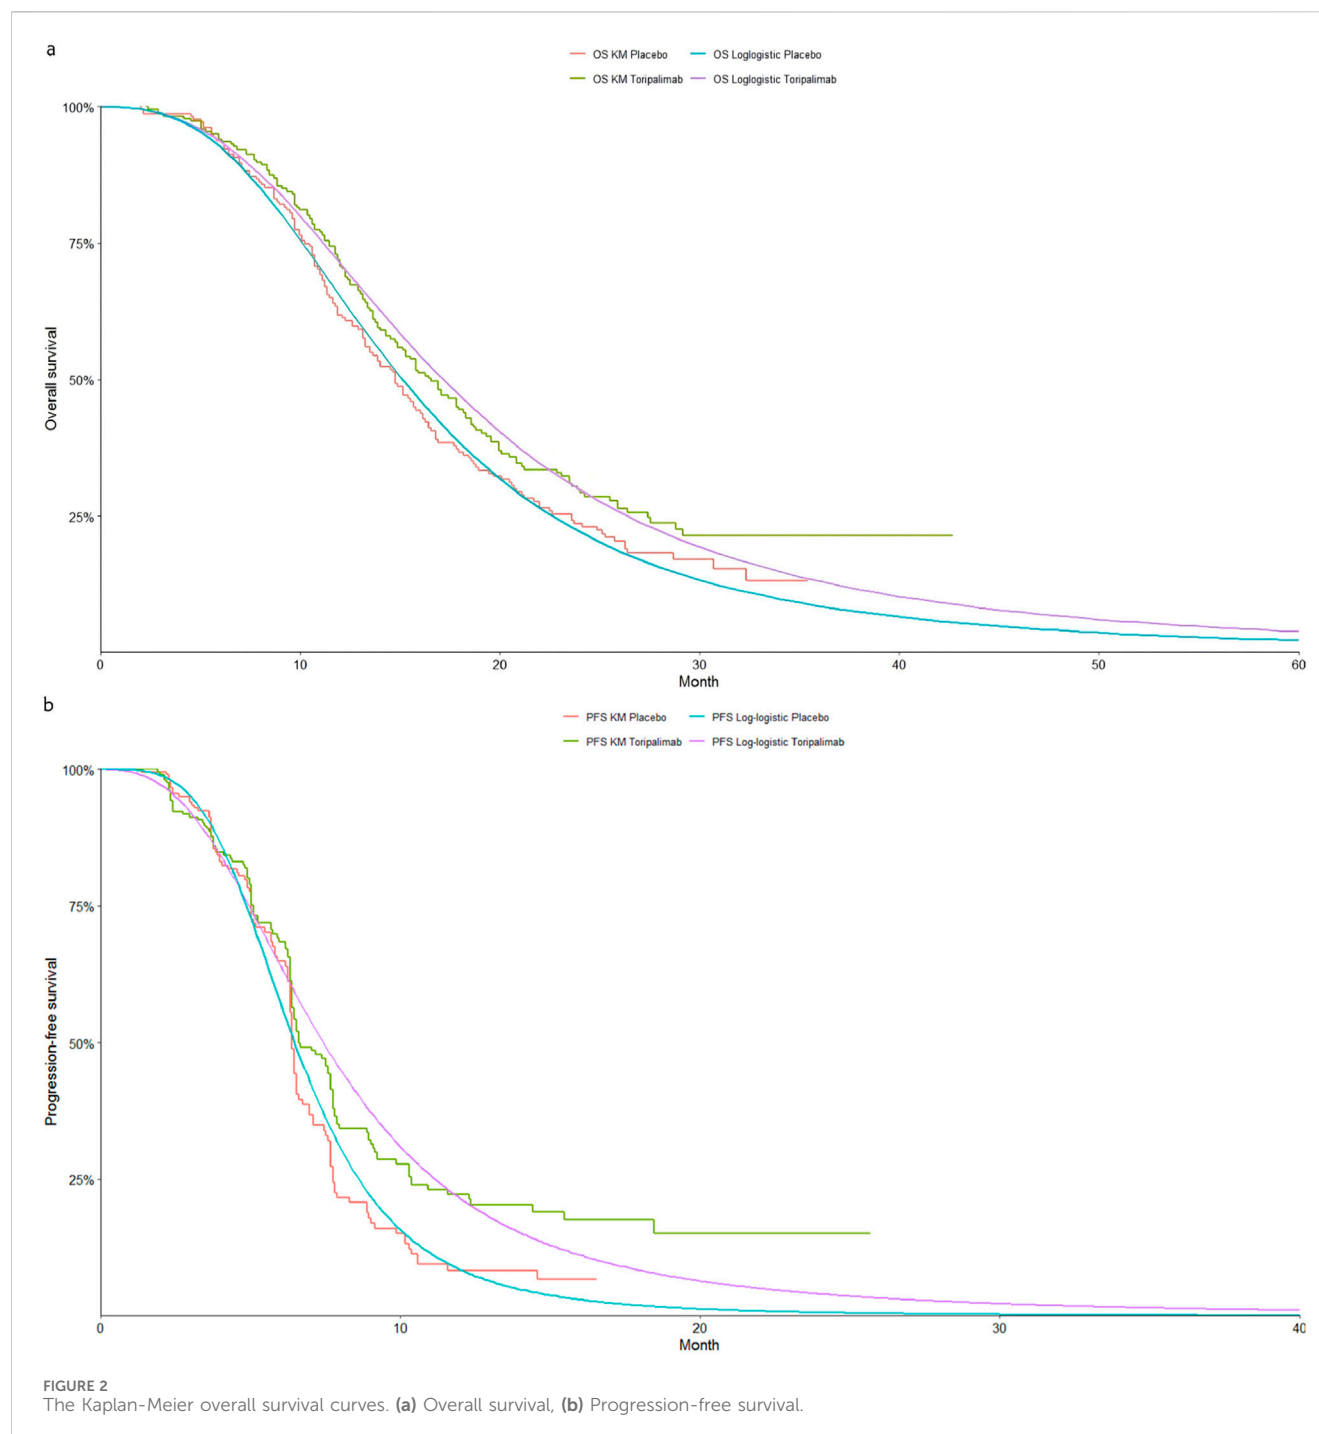 a
OS KM Placebo OS Loglogistic Placebo
OS KM Toripalimab OS Loglogistic Toripalimab
100%
75%
50%
25%
Overall survival
0 10 20 30 40 50 60
Month
b
PFS KM Placebo PFS Log-logistic Placebo
PFS KM Toripalimab PFS Log-logistic Toripalimab
100%
75%
50%
25%
Progression-free survival
0 10 20 30 40
Month
FIGURE 2
The Kaplan-Meier overall survival curves. (a) Overall survival, (b) Progression-free survival.